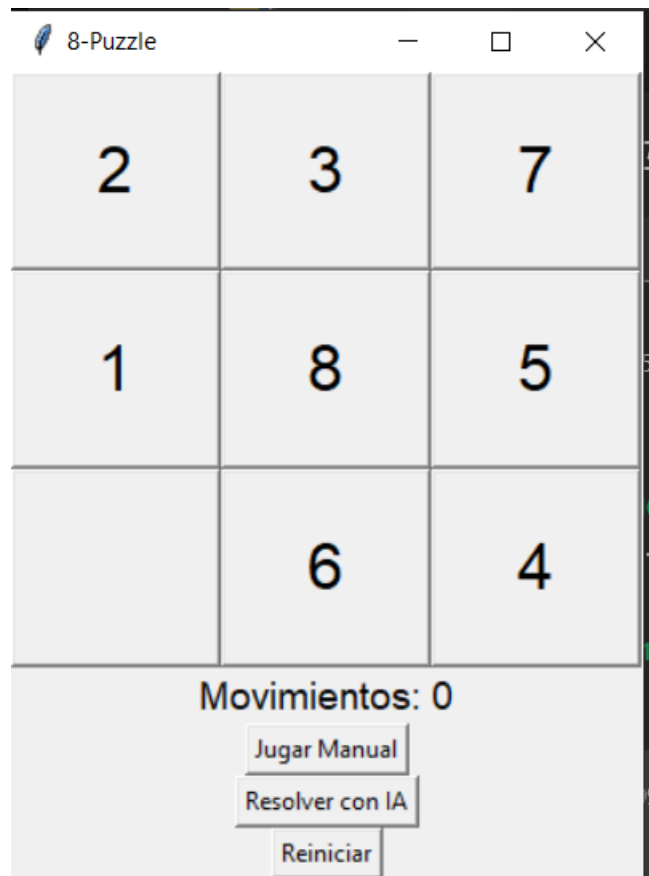 8-Puzzle
2 3 7
1 8 5
6 4
Movimientos: 0
Jugar Manual
Resolver con IA
Reiniciar